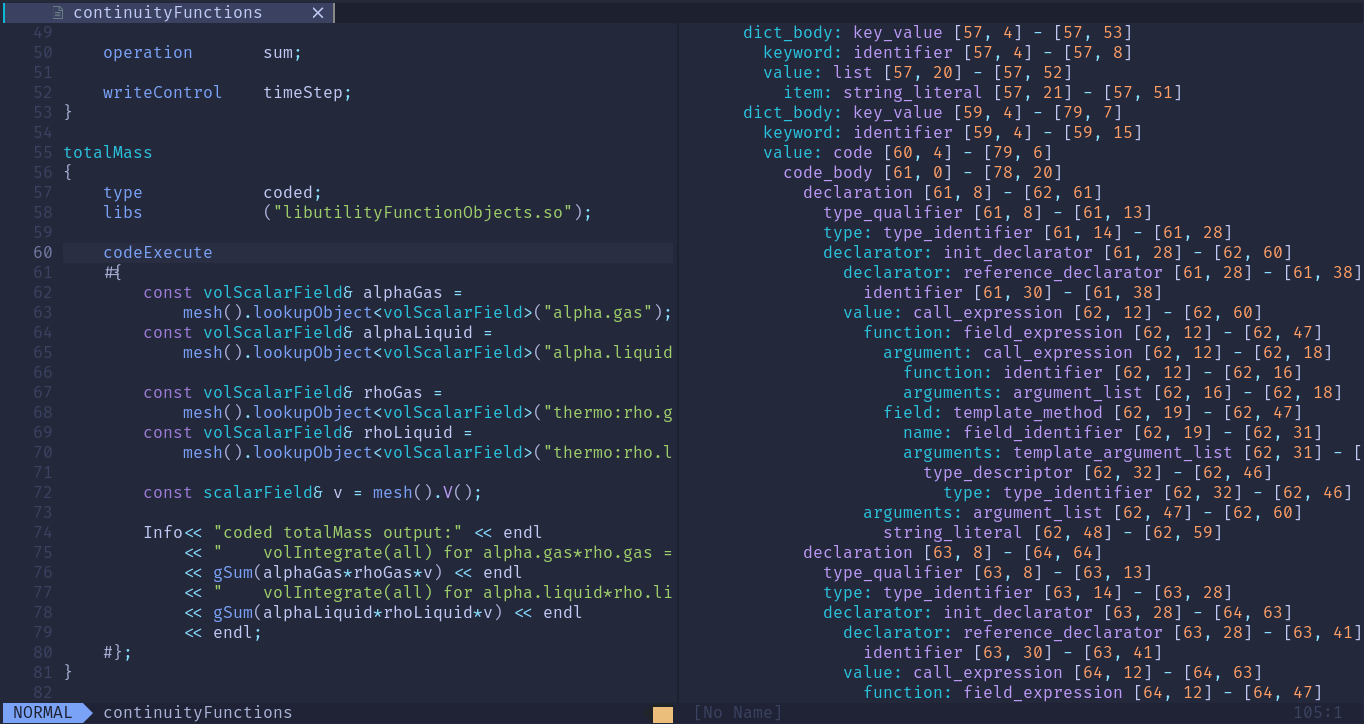 continuityFunctions ×
49
50     operation       sum;
51
52     writeControl    timeStep;
53 }
54
55 totalMass
56 {
57     type            coded;
58     libs            ("libutilityFunctionObjects.so");
59
60     codeExecute
61     #{
62         const volScalarField& alphaGas =
63             mesh().lookupObject<volScalarField>("alpha.gas");
64         const volScalarField& alphaLiquid =
65             mesh().lookupObject<volScalarField>("alpha.liquid
66
67         const volScalarField& rhoGas =
68             mesh().lookupObject<volScalarField>("thermo:rho.g
69         const volScalarField& rhoLiquid =
70             mesh().lookupObject<volScalarField>("thermo:rho.l
71
72         const scalarField& v = mesh().V();
73
74         Info<< "coded totalMass output:" << endl
75             << "    volIntegrate(all) for alpha.gas*rho.gas =
76             << gSum(alphaGas*rhoGas*v) << endl
77             << "    volIntegrate(all) for alpha.liquid*rho.li
78             << gSum(alphaLiquid*rhoLiquid*v) << endl
79             << endl;
80     #};
81 }
82
NORMAL continuityFunctions
dict_body: key_value [57, 4] - [57, 53]
  keyword: identifier [57, 4] - [57, 8]
  value: list [57, 20] - [57, 52]
    item: string_literal [57, 21] - [57, 51]
dict_body: key_value [59, 4] - [79, 7]
  keyword: identifier [59, 4] - [59, 15]
  value: code [60, 4] - [79, 6]
    code_body [61, 0] - [78, 20]
      declaration [61, 8] - [62, 61]
        type_qualifier [61, 8] - [61, 13]
        type: type_identifier [61, 14] - [61, 28]
        declarator: init_declarator [61, 28] - [62, 60]
          declarator: reference_declarator [61, 28] - [61, 38]
            identifier [61, 30] - [61, 38]
          value: call_expression [62, 12] - [62, 60]
            function: field_expression [62, 12] - [62, 47]
              argument: call_expression [62, 12] - [62, 18]
                function: identifier [62, 12] - [62, 16]
                arguments: argument_list [62, 16] - [62, 18]
              field: template_method [62, 19] - [62, 47]
                name: field_identifier [62, 19] - [62, 31]
                arguments: template_argument_list [62, 31] - [
                  type_descriptor [62, 32] - [62, 46]
                    type: type_identifier [62, 32] - [62, 46]
            arguments: argument_list [62, 47] - [62, 60]
              string_literal [62, 48] - [62, 59]
      declaration [63, 8] - [64, 64]
        type_qualifier [63, 8] - [63, 13]
        type: type_identifier [63, 14] - [63, 28]
        declarator: init_declarator [63, 28] - [64, 63]
          declarator: reference_declarator [63, 28] - [63, 41]
            identifier [63, 30] - [63, 41]
          value: call_expression [64, 12] - [64, 63]
            function: field_expression [64, 12] - [64, 47]
[No Name] 105:1